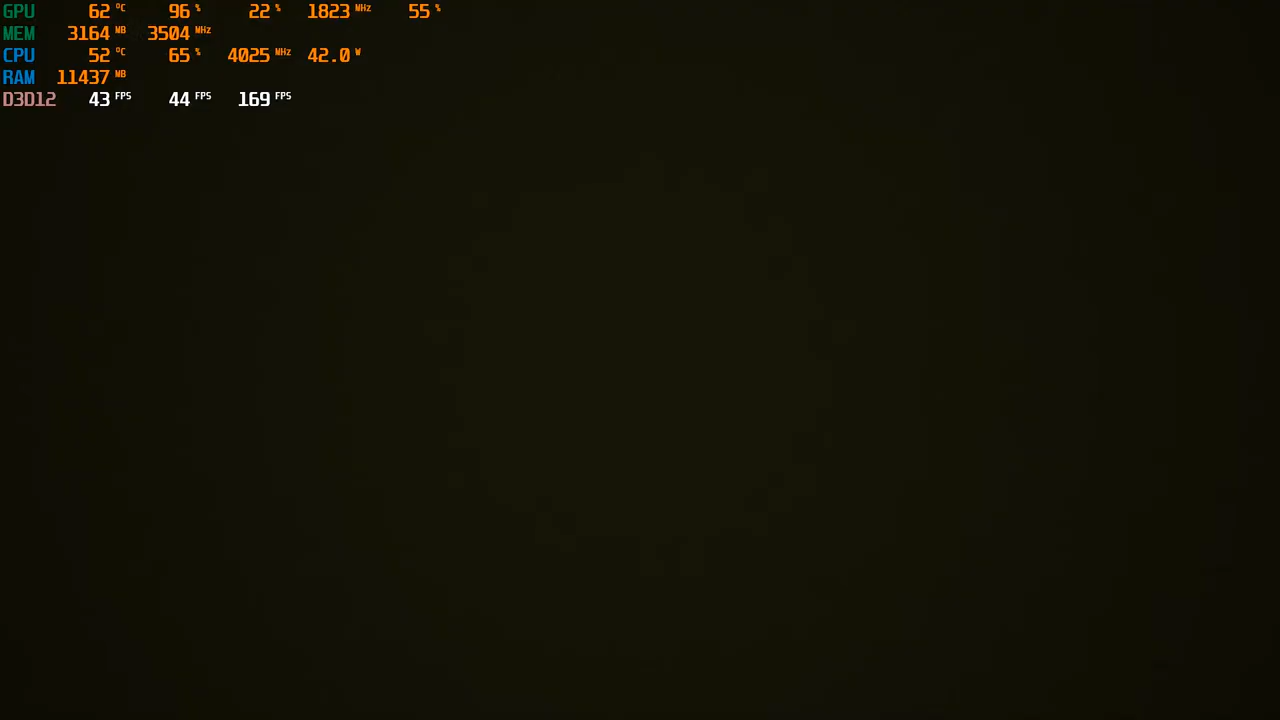 GPU 62 °C 96 % 22 % 1823 MHz 55 %
MEM 3164 MB 3504 MHz
CPU 52 °C 65 % 4025 MHz 42.0 W
RAM 11437 MB
D3D12 43 FPS 44 FPS 169 FPS